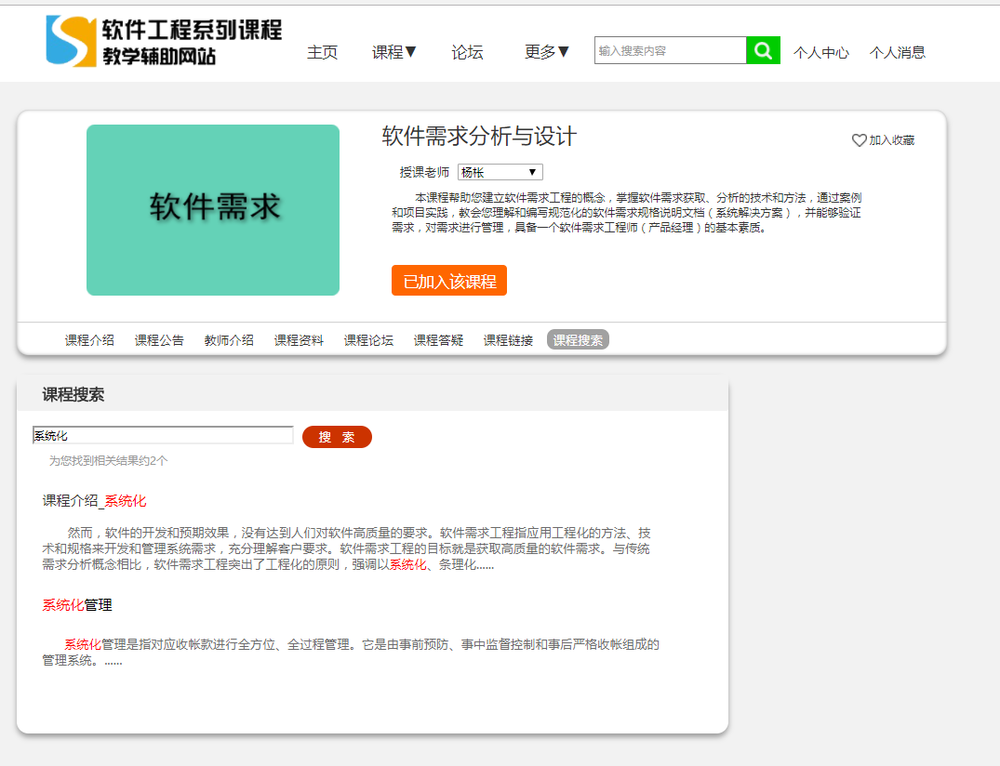 软件工程系列课程
教学辅助网站
主页 课程▼ 论坛 更多▼ 输入搜索内容 个人中心 个人消息
软件需求
软件需求分析与设计
加入收藏
授课老师 杨枨 ▼
本课程帮助您建立软件需求工程的概念，掌握软件需求获取、分析的技术和方法，通过案例
和项目实践，教会您理解和编写规范化的软件需求规格说明文档（系统解决方案），并能够验证
需求，对需求进行管理，具备一个软件需求工程师（产品经理）的基本素质。
已加入该课程
课程介绍 课程公告 教师介绍 课程资料 课程论坛 课程答疑 课程链接 课程搜索
课程搜索
系统化 搜 索
为您找到相关结果约2个
课程介绍_系统化
然而，软件的开发和预期效果，没有达到人们对软件高质量的要求。软件需求工程指应用工程化的方法、技
术和规格来开发和管理系统需求，充分理解客户要求。软件需求工程的目标就是获取高质量的软件需求。与传统
需求分析概念相比，软件需求工程突出了工程化的原则，强调以系统化、条理化......
系统化管理
系统化管理是指对应收帐款进行全方位、全过程管理。它是由事前预防、事中监督控制和事后严格收帐组成的
管理系统。......